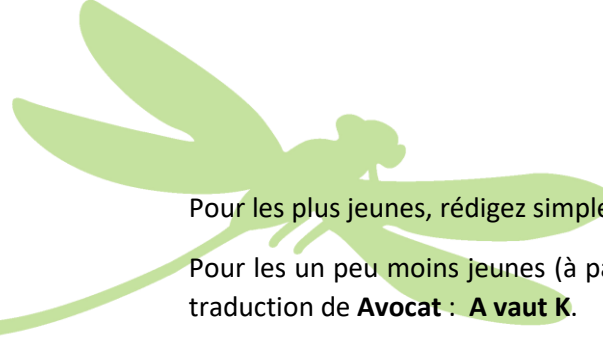 Pour les plus jeunes, rédigez simple
Pour les un peu moins jeunes (à pa
traduction de Avocat : A vaut K.